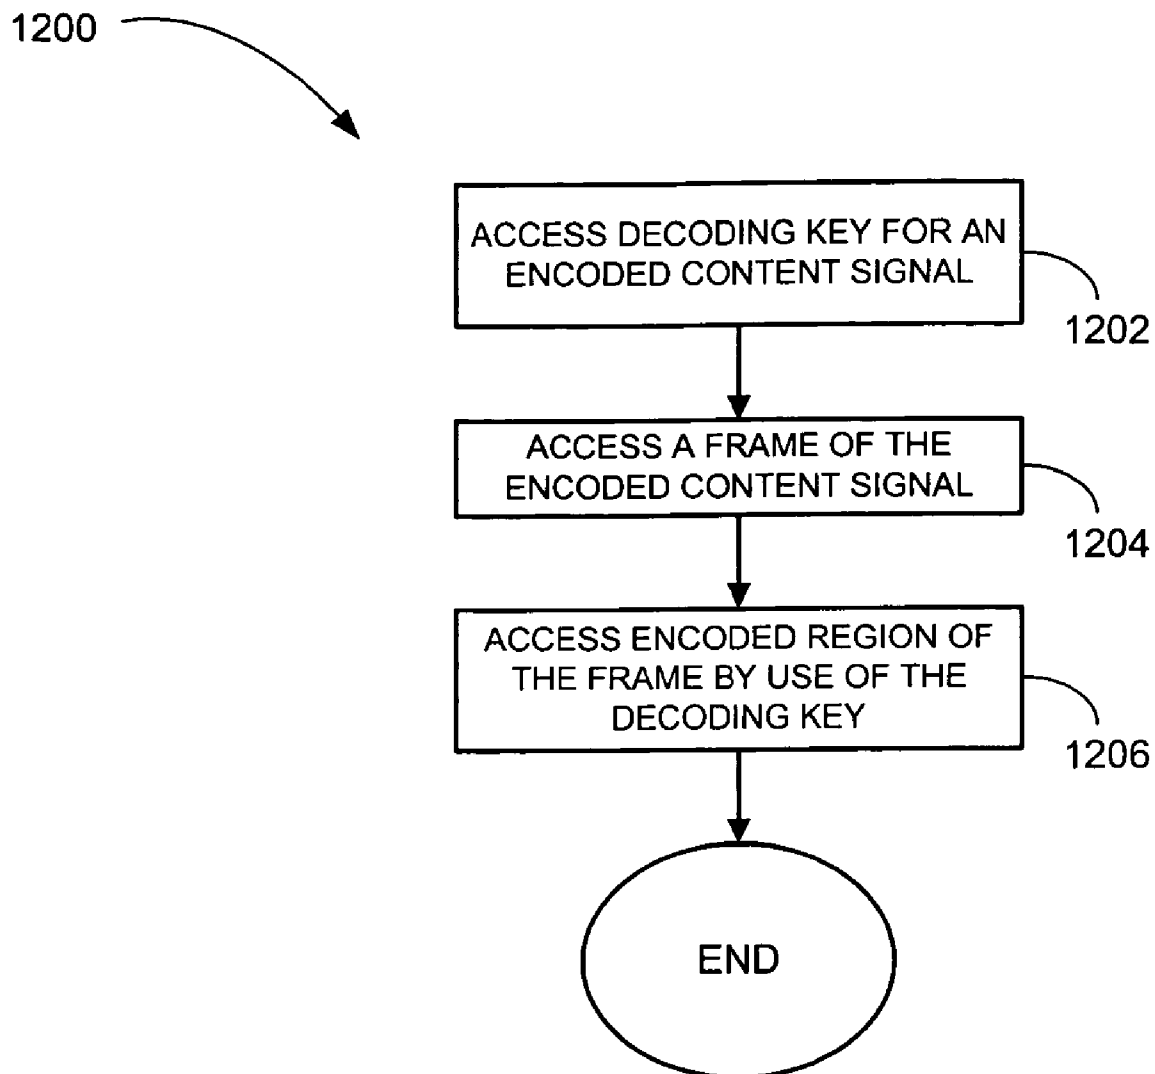 1200
ACCESS DECODING KEY FOR AN
ENCODED CONTENT SIGNAL
1202
ACCESS A FRAME OF THE
ENCODED CONTENT SIGNAL
1204
ACCESS ENCODED REGION OF
THE FRAME BY USE OF THE
DECODING KEY
1206
END